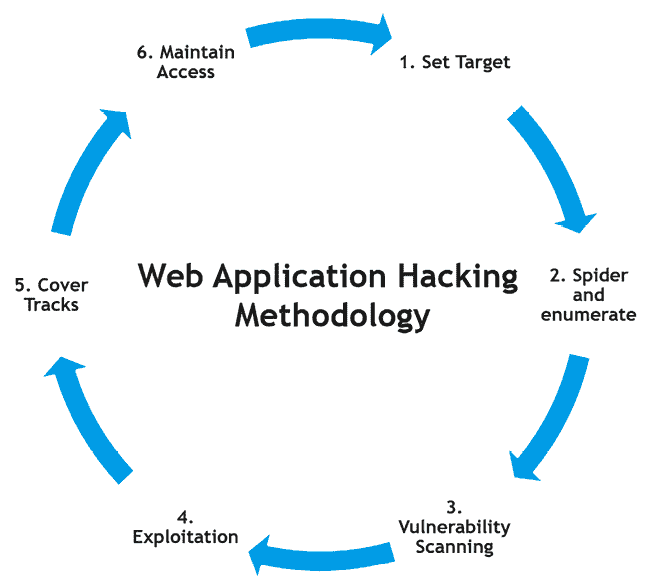 Web Application Hacking
Methodology
1. Set Target
2. Spider
and
enumerate
3.
Vulnerability
Scanning
4.
Exploitation
5. Cover
Tracks
6. Maintain
Access